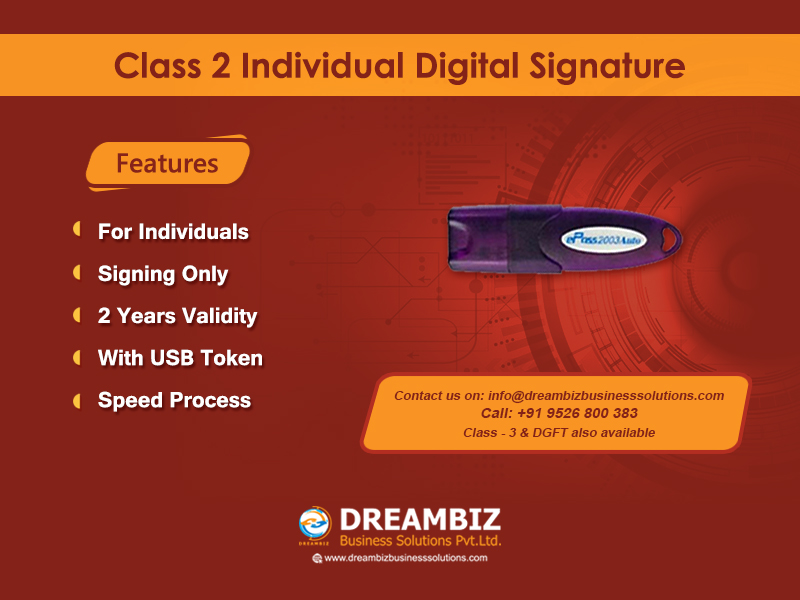 Class 2 Individual Digital Signature
Features
For Individuals
Signing Only
2 Years Validity
With USB Token
Speed Process
ePass2003Auto
Contact us on: info@dreambizbusinesssolutions.com
Call: +91 9526 800 383
Class - 3 & DGFT also available
DREAMBIZ
DREAMBIZ
Business Solutions Pvt.Ltd.
www.dreambizbusinesssolutions.com